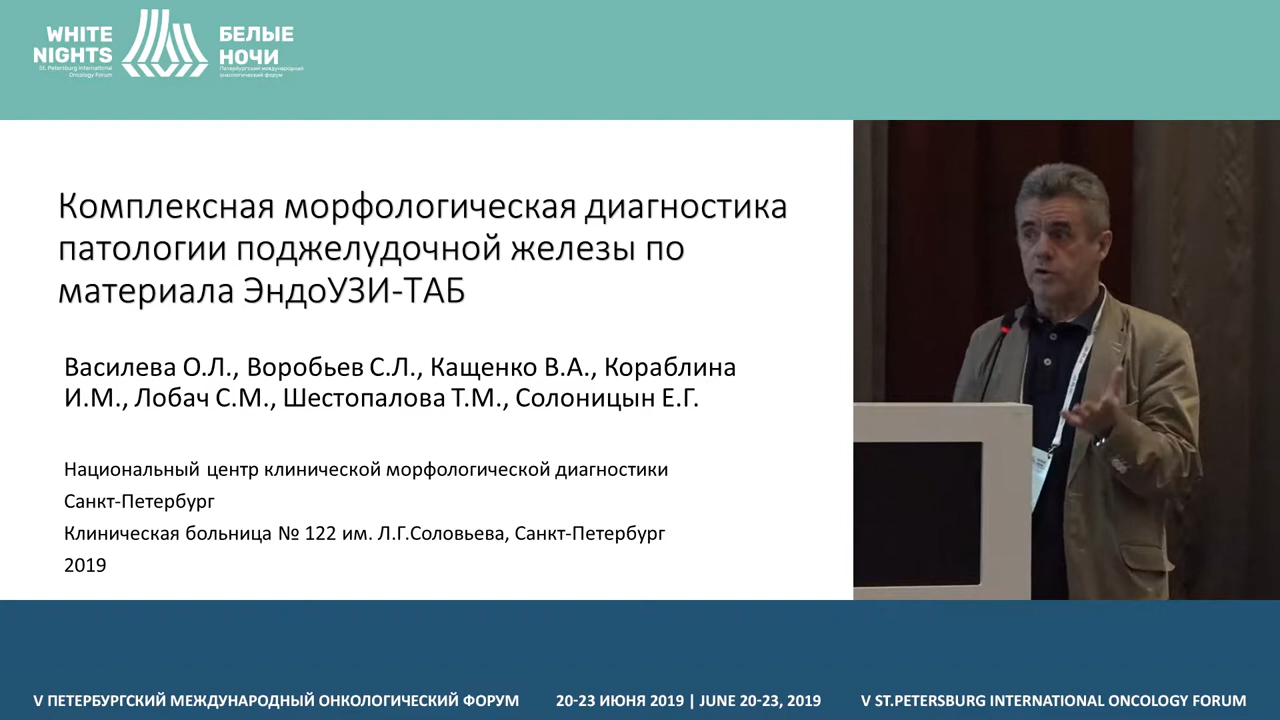 WHITE
NIGHTS
St. Petersburg International
Oncology Forum
БЕЛЫЕ
НОЧИ
Петербургский международный
онкологический форум
Комплексная морфологическая диагностика
патологии поджелудочной железы по
материала ЭндоУЗИ-ТАБ
Василева О.Л., Воробьев С.Л., Кащенко В.А., Кораблина
И.М., Лобач С.М., Шестопалова Т.М., Солоницын Е.Г.
Национальный центр клинической морфологической диагностики
Санкт-Петербург
Клиническая больница № 122 им. Л.Г.Соловьева, Санкт-Петербург
2019
V ПЕТЕРБУРГСКИЙ МЕЖДУНАРОДНЫЙ ОНКОЛОГИЧЕСКИЙ ФОРУМ
20-23 ИЮНЯ 2019 | JUNE 20-23, 2019
V ST.PETERSBURG INTERNATIONAL ONCOLOGY FORUM